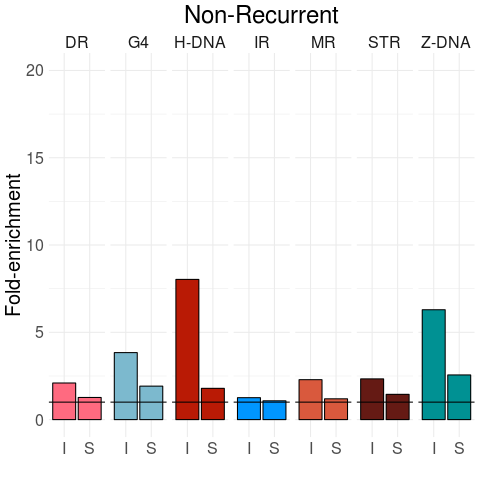 Non-Recurrent
DR G4 H-DNA IR MR STR Z-DNA
Fold-enrichment
20
15
10
5
0
I S I S I S I S I S I S I S